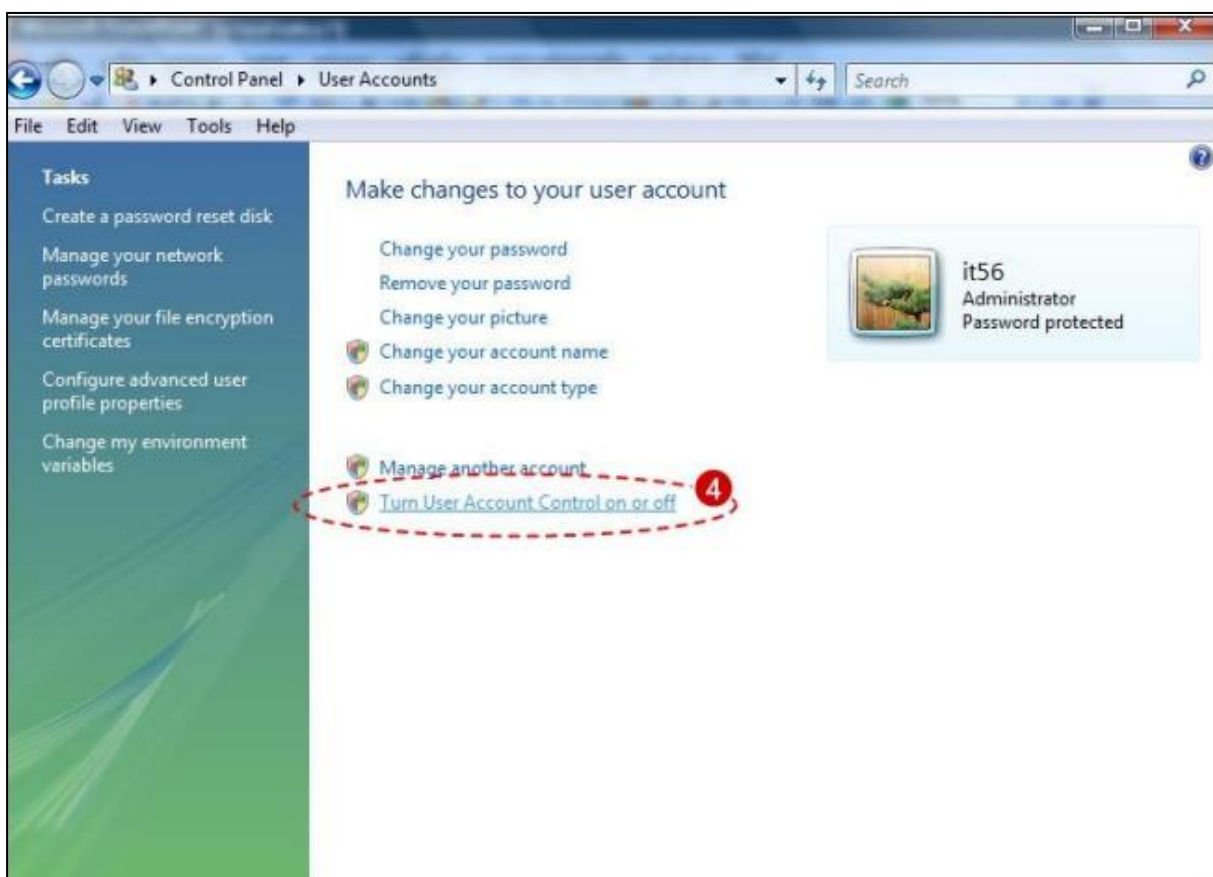 Control Panel
User Accounts
Search
File Edit View Tools Help
Tasks
Create a password reset disk
Manage your network
passwords
Manage your file encryption
certificates
Configure advanced user
profile properties
Change my environment
variables
Make changes to your user account
Change your password
Remove your password
Change your picture
Change your account name
Change your account type
Manage another account
Turn User Account Control on or off
4
it56
Administrator
Password protected